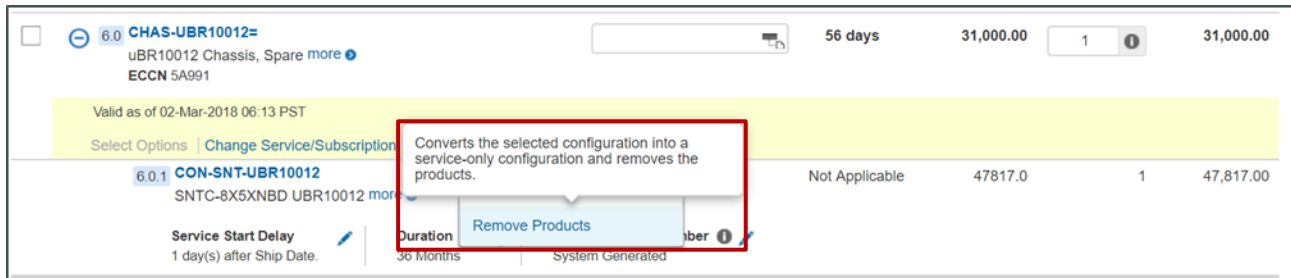 6.0 CHAS-UBR10012= 56 days 31,000.00 1 31,000.00
uBR10012 Chassis, Spare more
ECCN 5A991
Valid as of 02-Mar-2018 06:13 PST
Select Options | Change Service/Subscription
Converts the selected configuration into a
service-only configuration and removes the
products.
6.0.1 CON-SNT-UBR10012 Not Applicable 47817.0 1 47,817.00
SNTC-8X5XNBD UBR10012 more
Remove Products
Service Start Delay Duration
1 day(s) after Ship Date. 36 Months System Generated